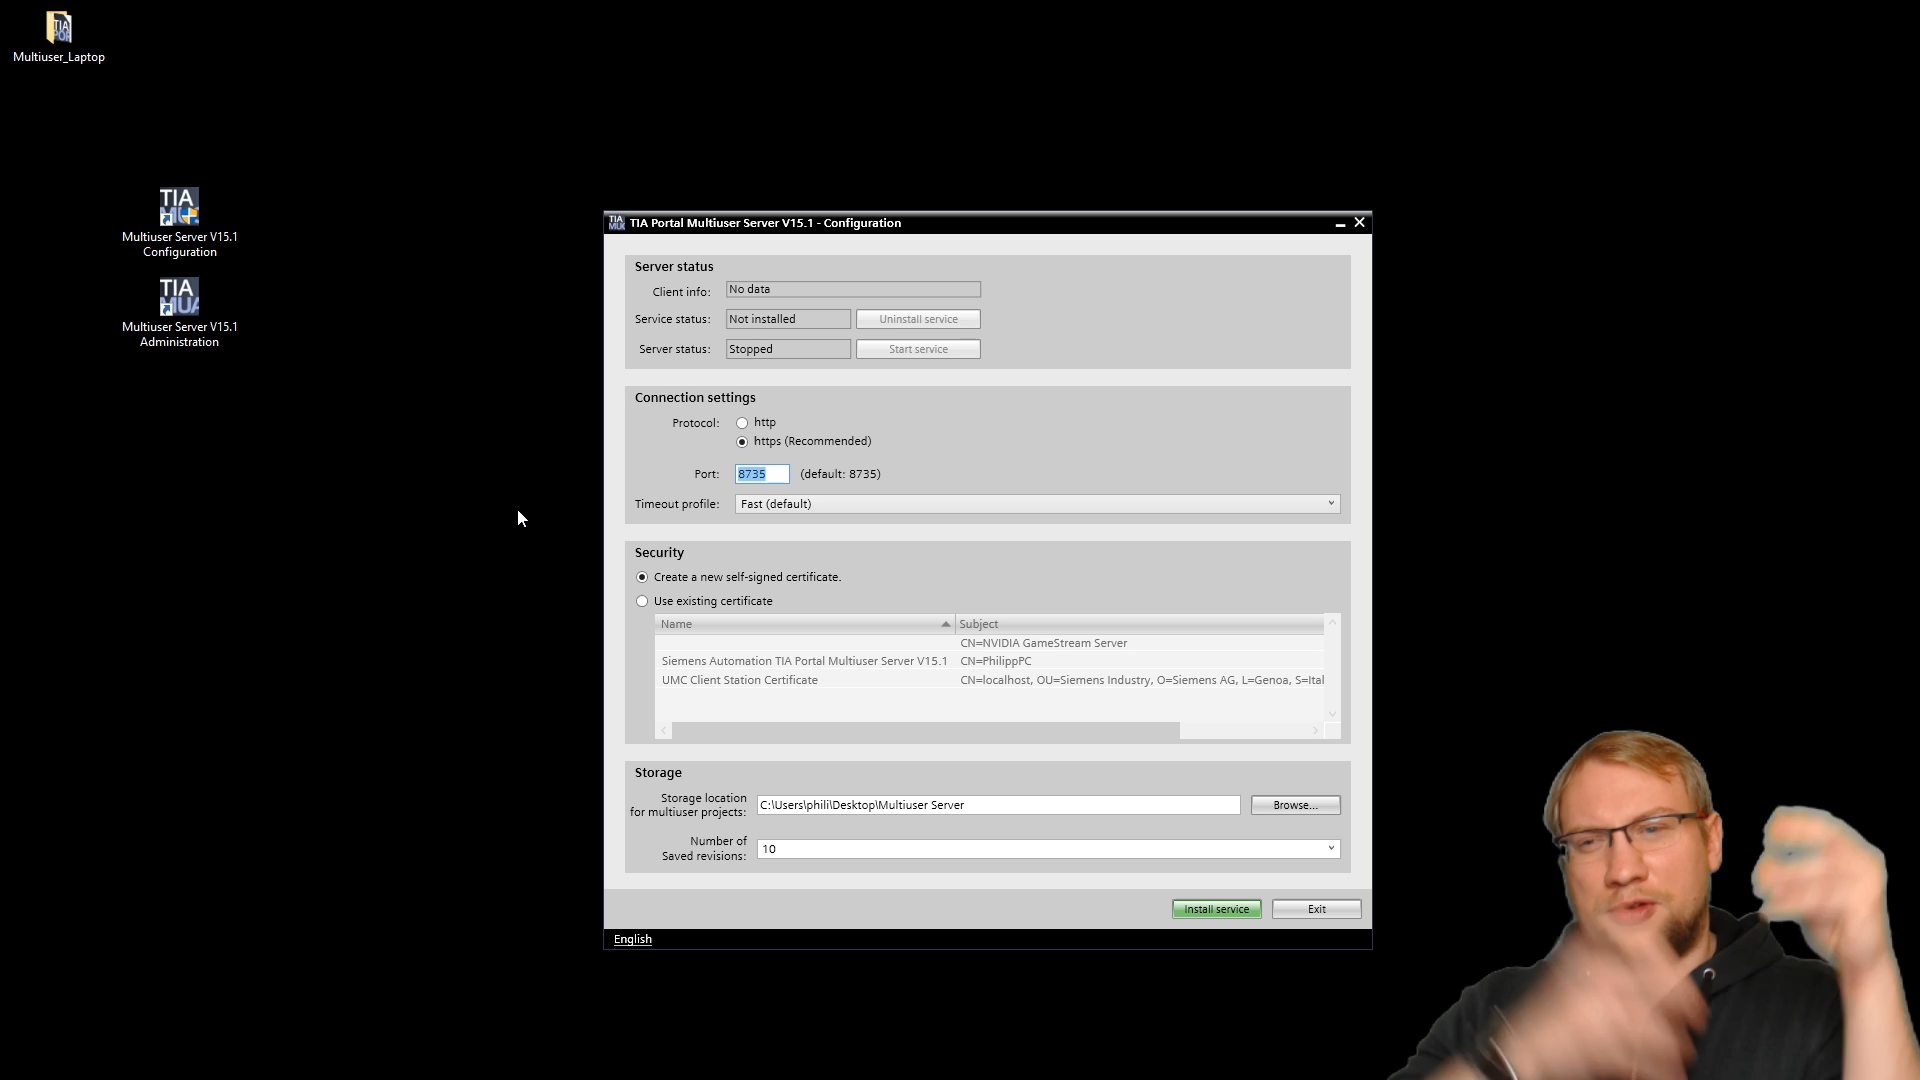 Multiuser_Laptop
TIA
Multiuser Server V15.1
Configuration
TIA
MUA
Multiuser Server V15.1
Administration
TIA Portal Multiuser Server V15.1 - Configuration
Server status
Client info: No data
Service status: Not installed Uninstall service
Server status: Stopped Start service
Connection settings
Protocol: http
https (Recommended)
Port: 8735 (default: 8735)
Timeout profile: Fast (default)
Security
Create a new self-signed certificate.
Use existing certificate
Name Subject
CN=NVIDIA GameStream Server
Siemens Automation TIA Portal Multiuser Server V15.1 CN=PhilippPC
UMC Client Station Certificate CN=localhost, OU=Siemens Industry, O=Siemens AG, L=Genoa, S=Ital
Storage
Storage location
for multiuser projects: C:\Users\phili\Desktop\Multiuser Server Browse...
Number of
Saved revisions: 10
Install service Exit
English